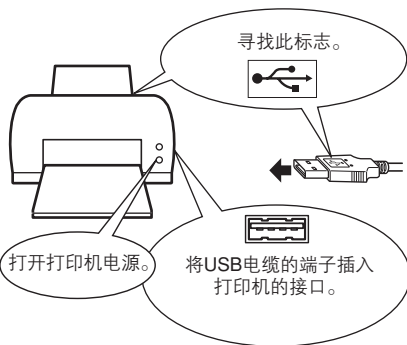 寻找此标志。
打开打印机电源。
将USB电缆的端子插入
打印机的接口。